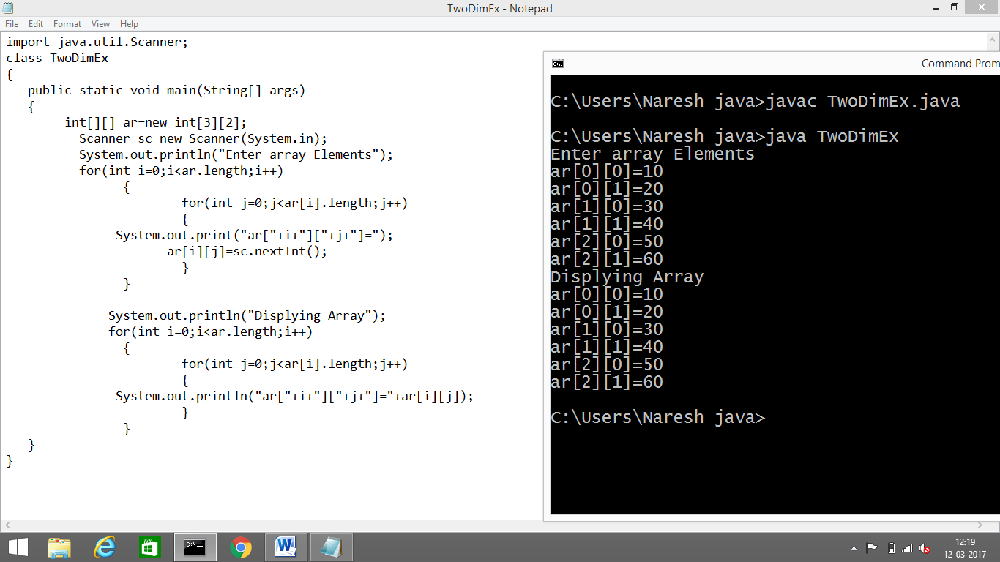 TwoDimEx - Notepad
File Edit Format View Help
import java.util.Scanner;
class TwoDimEx
{
public static void main(String[] args)
{
int[][] ar=new int[3][2];
Scanner sc=new Scanner(System.in);
System.out.println("Enter array Elements");
for(int i=0;i<ar.length;i++)
{
for(int j=0;j<ar[i].length;j++)
{
System.out.print("ar["+i+"]["+j+"]=");
ar[i][j]=sc.nextInt();
}
}
System.out.println("Displying Array");
for(int i=0;i<ar.length;i++)
{
for(int j=0;j<ar[i].length;j++)
{
System.out.println("ar["+i+"]["+j+"]="+ar[i][j]);
}
}
}
}
Command Prom
C:\Users\Naresh java>javac TwoDimEx.java
C:\Users\Naresh java>java TwoDimEx
Enter array Elements
ar[0][0]=10
ar[0][1]=20
ar[1][0]=30
ar[1][1]=40
ar[2][0]=50
ar[2][1]=60
Displying Array
ar[0][0]=10
ar[0][1]=20
ar[1][0]=30
ar[1][1]=40
ar[2][0]=50
ar[2][1]=60
C:\Users\Naresh java>
12:19
12-03-2017